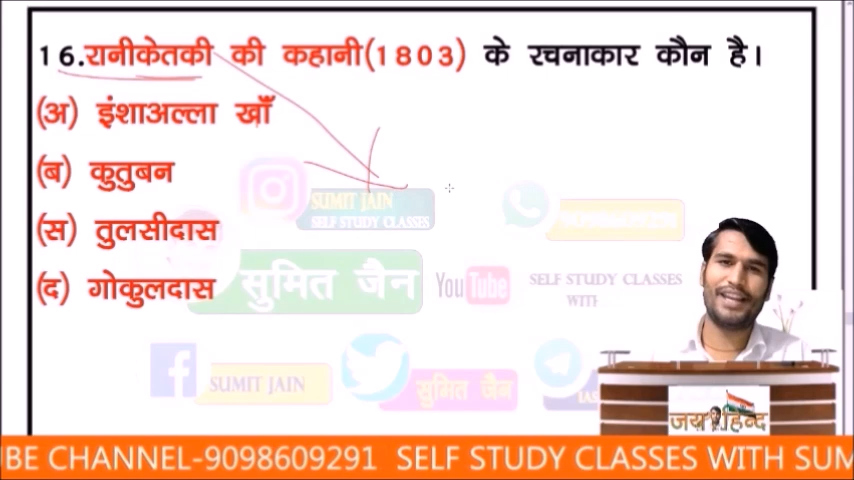 16.रानीकेतकी की कहानी(1803) के रचनाकार कौन है।
(अ) इंशाअल्ला खाँ
(ब) कुतुबन
(स) तुलसीदास
(द) गोकुलदास
SUMIT JAIN
SELF STUDY CLASSES
सुमित जैन
YouTube
SELF STUDY CLASSES
WITH
SUMIT JAIN
सुमित जैन
जय हिन्द
BE CHANNEL-9098609291 SELF STUDY CLASSES WITH SUM